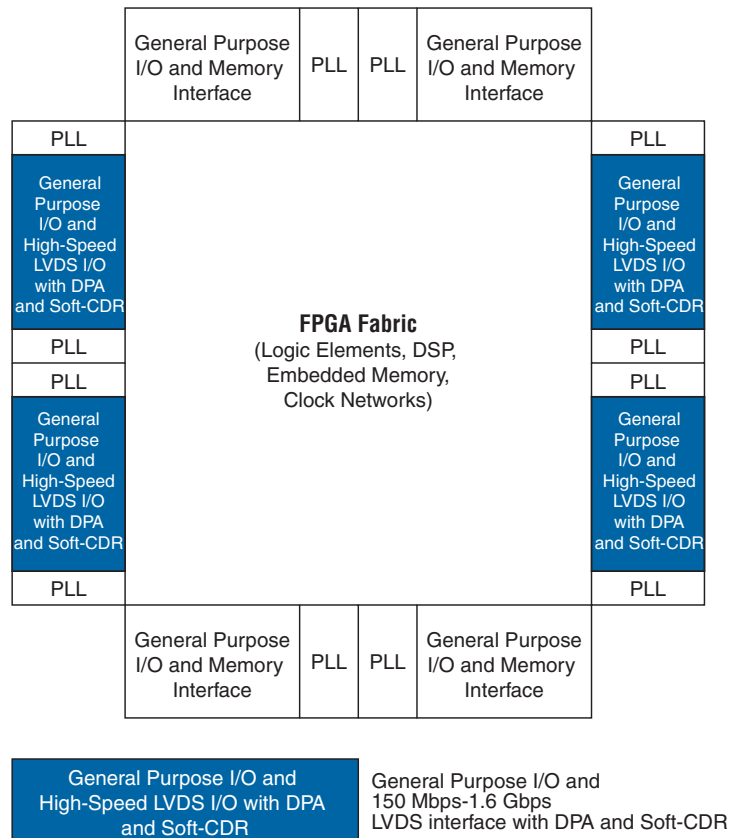 General Purpose
I/O and Memory
Interface
PLL
PLL
General Purpose
I/O and Memory
Interface
PLL
General
Purpose
I/O and
High-Speed
LVDS I/O
with DPA
and Soft-CDR
PLL
PLL
General
Purpose
I/O and
High-Speed
LVDS I/O
with DPA
and Soft-CDR
PLL
FPGA Fabric
(Logic Elements, DSP,
Embedded Memory,
Clock Networks)
PLL
General
Purpose
I/O and
High-Speed
LVDS I/O
with DPA
and Soft-CDR
PLL
PLL
General
Purpose
I/O and
High-Speed
LVDS I/O
with DPA
and Soft-CDR
PLL
General Purpose
I/O and Memory
Interface
PLL
PLL
General Purpose
I/O and Memory
Interface
General Purpose I/O and
High-Speed LVDS I/O with DPA
and Soft-CDR
General Purpose I/O and
150 Mbps-1.6 Gbps
LVDS interface with DPA and Soft-CDR